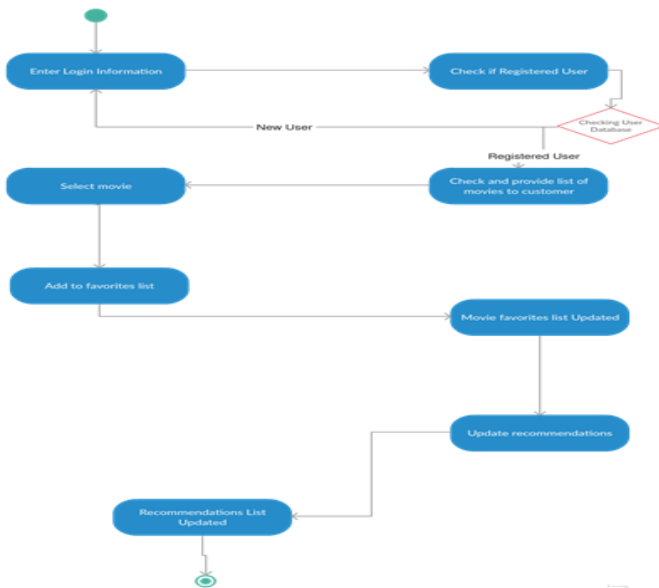 Enter Login Information
Check if Registered User
Checking User
Database
New User
Registered User
Select movie
Check and provide list of
movies to customer
Add to favorites list
Movie favorites list Updated
Update recommendations
Recommendations List
Updated